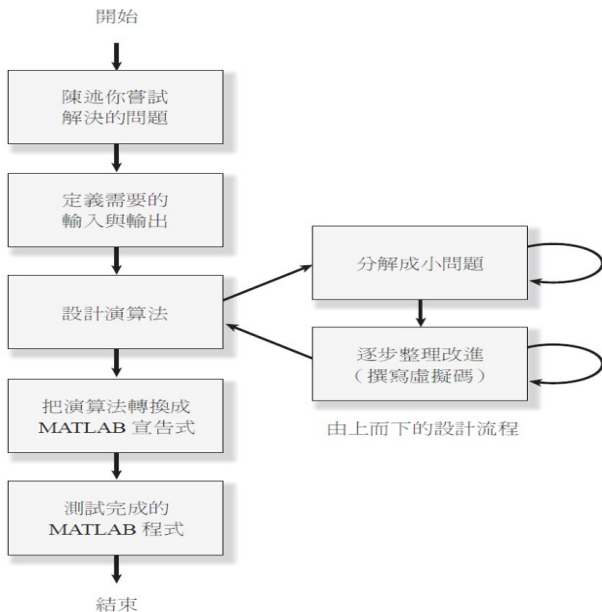 開始
陳述你嘗試
解決的問題
定義需要的
輸入與輸出
設計演算法
分解成小問題
逐步整理改進
（撰寫虛擬碼）
由上而下的設計流程
把演算法轉換成
MATLAB 宣告式
測試完成的
MATLAB 程式
結束